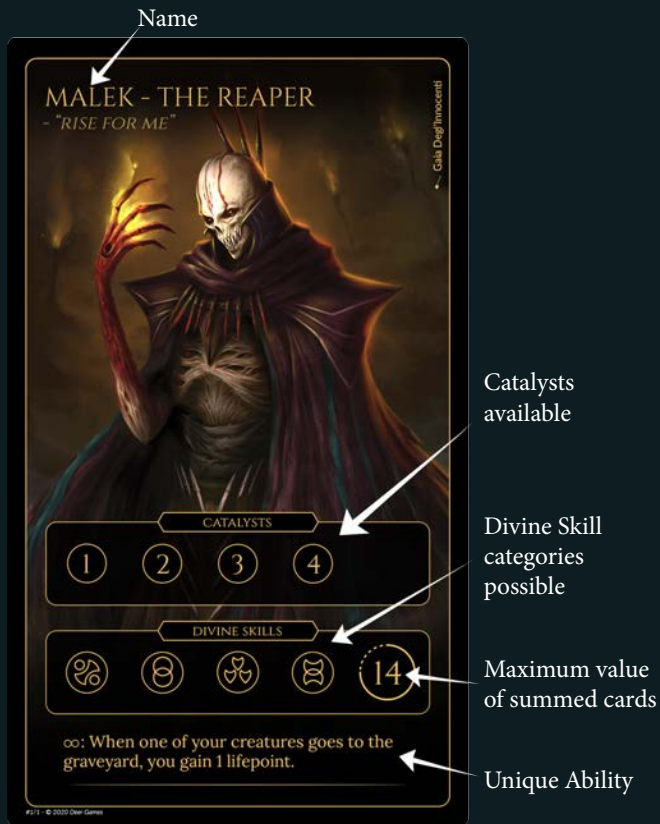 Name
MALEK - THE REAPER
- "RISE FOR ME"
Gaia Degl'Innocenti
Catalysts
available
CATALYSTS
1 2 3 4
Divine Skill
categories
possible
DIVINE SKILLS
14
Maximum value
of summed cards
∞: When one of your creatures goes to the
graveyard, you gain 1 lifepoint.
Unique Ability
#1/1 - © 2020 Deer Games